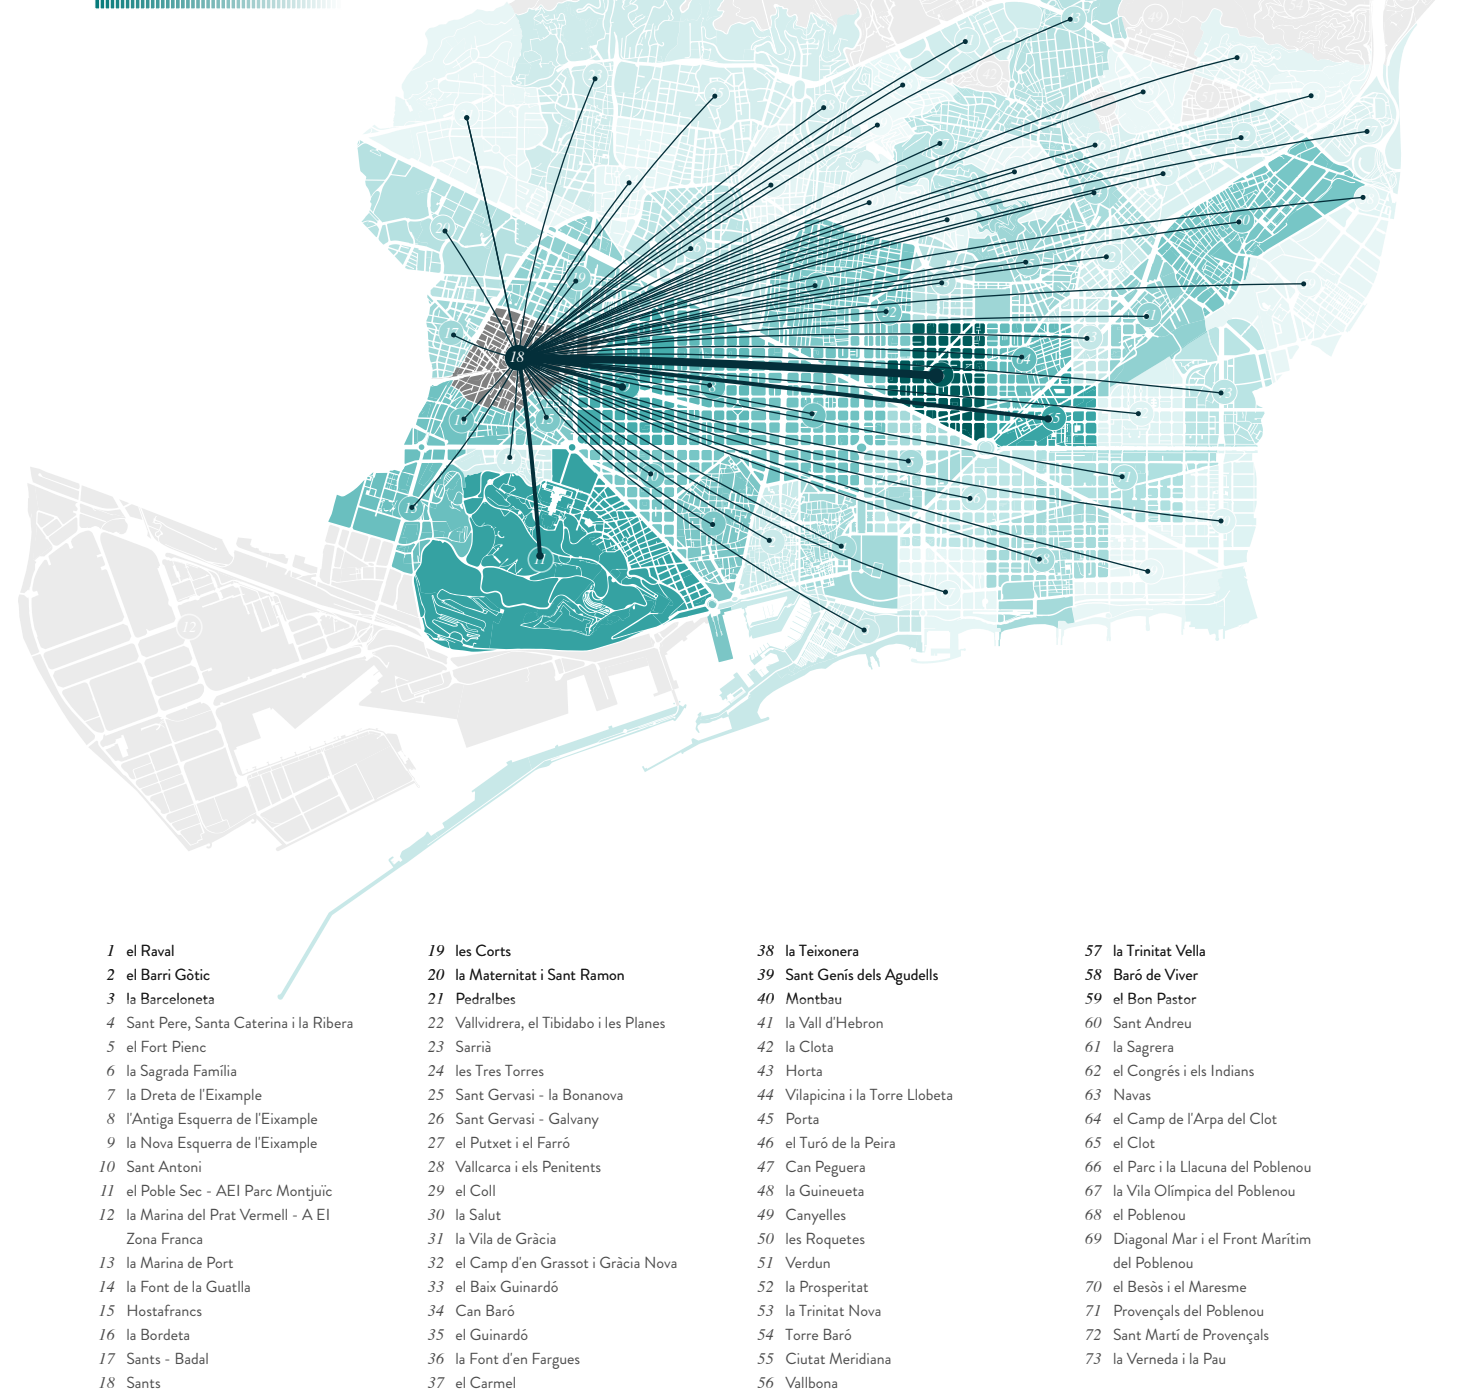 18
12
11
1 el Raval
2 el Barri Gòtic
3 la Barceloneta
4 Sant Pere, Santa Caterina i la Ribera
5 el Fort Pienc
6 la Sagrada Família
7 la Dreta de l'Eixample
8 l'Antiga Esquerra de l'Eixample
9 la Nova Esquerra de l'Eixample
10 Sant Antoni
11 el Poble Sec - AEI Parc Montjuïc
12 la Marina del Prat Vermell - A EI
Zona Franca
13 la Marina de Port
14 la Font de la Guatlla
15 Hostafrancs
16 la Bordeta
17 Sants - Badal
18 Sants
19 les Corts
20 la Maternitat i Sant Ramon
21 Pedralbes
22 Vallvidrera, el Tibidabo i les Planes
23 Sarrià
24 les Tres Torres
25 Sant Gervasi - la Bonanova
26 Sant Gervasi - Galvany
27 el Putxet i el Farró
28 Vallcarca i els Penitents
29 el Coll
30 la Salut
31 la Vila de Gràcia
32 el Camp d'en Grassot i Gràcia Nova
33 el Baix Guinardó
34 Can Baró
35 el Guinardó
36 la Font d'en Fargues
37 el Carmel
38 la Teixonera
39 Sant Genís dels Agudells
40 Montbau
41 la Vall d'Hebron
42 la Clota
43 Horta
44 Vilapicina i la Torre Llobeta
45 Porta
46 el Turó de la Peira
47 Can Peguera
48 la Guineueta
49 Canyelles
50 les Roquetes
51 Verdun
52 la Prosperitat
53 la Trinitat Nova
54 Torre Baró
55 Ciutat Meridiana
56 Vallbona
57 la Trinitat Vella
58 Baró de Viver
59 el Bon Pastor
60 Sant Andreu
61 la Sagrera
62 el Congrés i els Indians
63 Navas
64 el Camp de l'Arpa del Clot
65 el Clot
66 el Parc i la Llacuna del Poblenou
67 la Vila Olímpica del Poblenou
68 el Poblenou
69 Diagonal Mar i el Front Marítim
del Poblenou
70 el Besòs i el Maresme
71 Provençals del Poblenou
72 Sant Martí de Provençals
73 la Verneda i la Pau